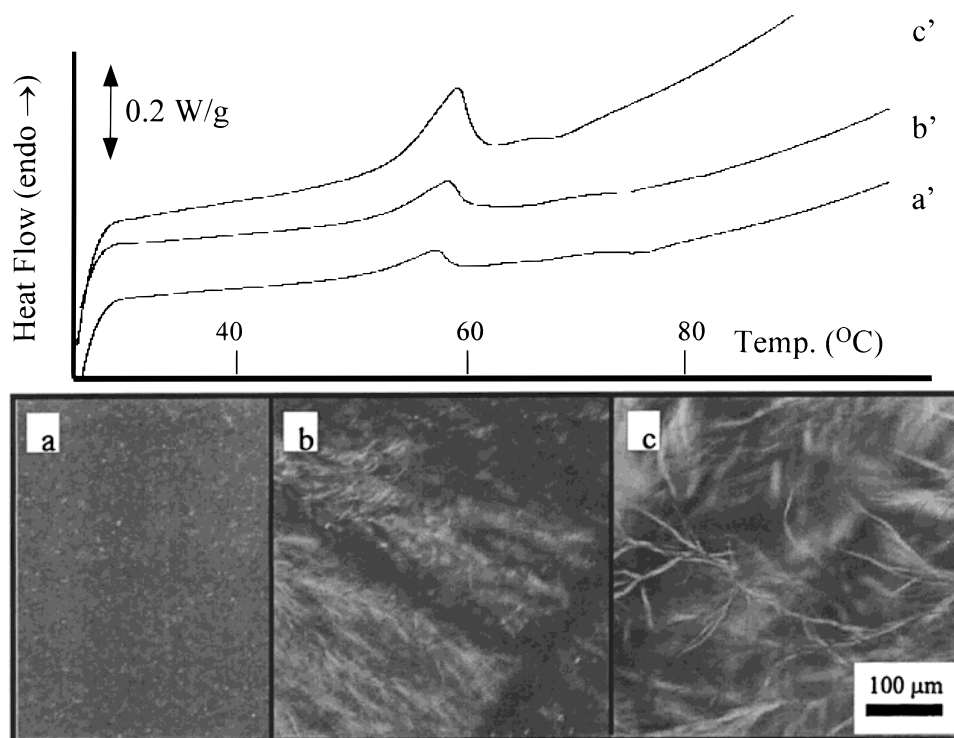 c’
0.2 W/g
b’
a’
Heat Flow (endo →)
40
60
80
Temp. (ºC)
a
b
c
100 µm